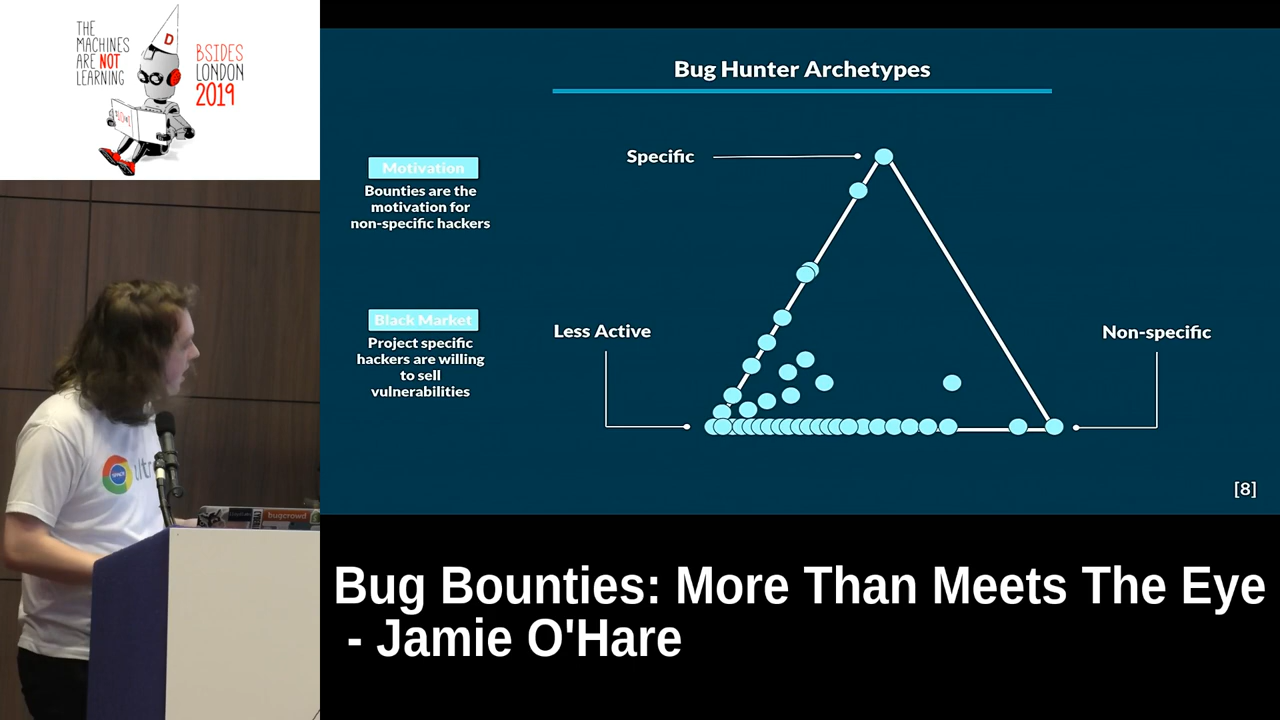 THE
MACHINES
ARE NOT
LEARNING
D
BSIDES
LONDON
2019
Bug Hunter Archetypes
Motivation
Bounties are the
motivation for
non-specific hackers
Black Market
Project specific
hackers are willing
to sell
vulnerabilities
Specific
Less Active
Non-specific
[8]
bugcrowd
Bug Bounties: More Than Meets The Eye
- Jamie O'Hare